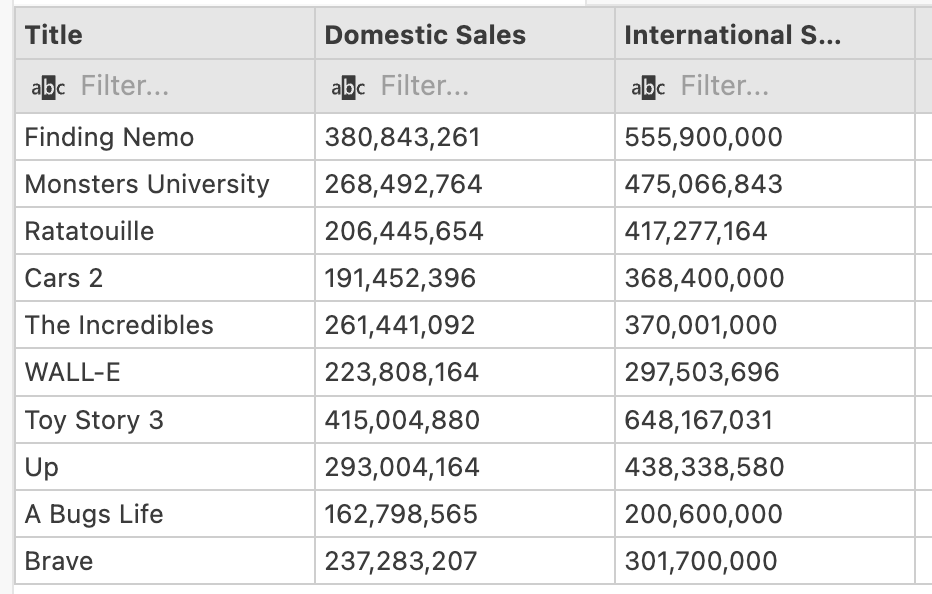 Title Domestic Sales International S...
abc Filter... abc Filter... abc Filter...
Finding Nemo 380,843,261 555,900,000
Monsters University 268,492,764 475,066,843
Ratatouille 206,445,654 417,277,164
Cars 2 191,452,396 368,400,000
The Incredibles 261,441,092 370,001,000
WALL-E 223,808,164 297,503,696
Toy Story 3 415,004,880 648,167,031
Up 293,004,164 438,338,580
A Bugs Life 162,798,565 200,600,000
Brave 237,283,207 301,700,000